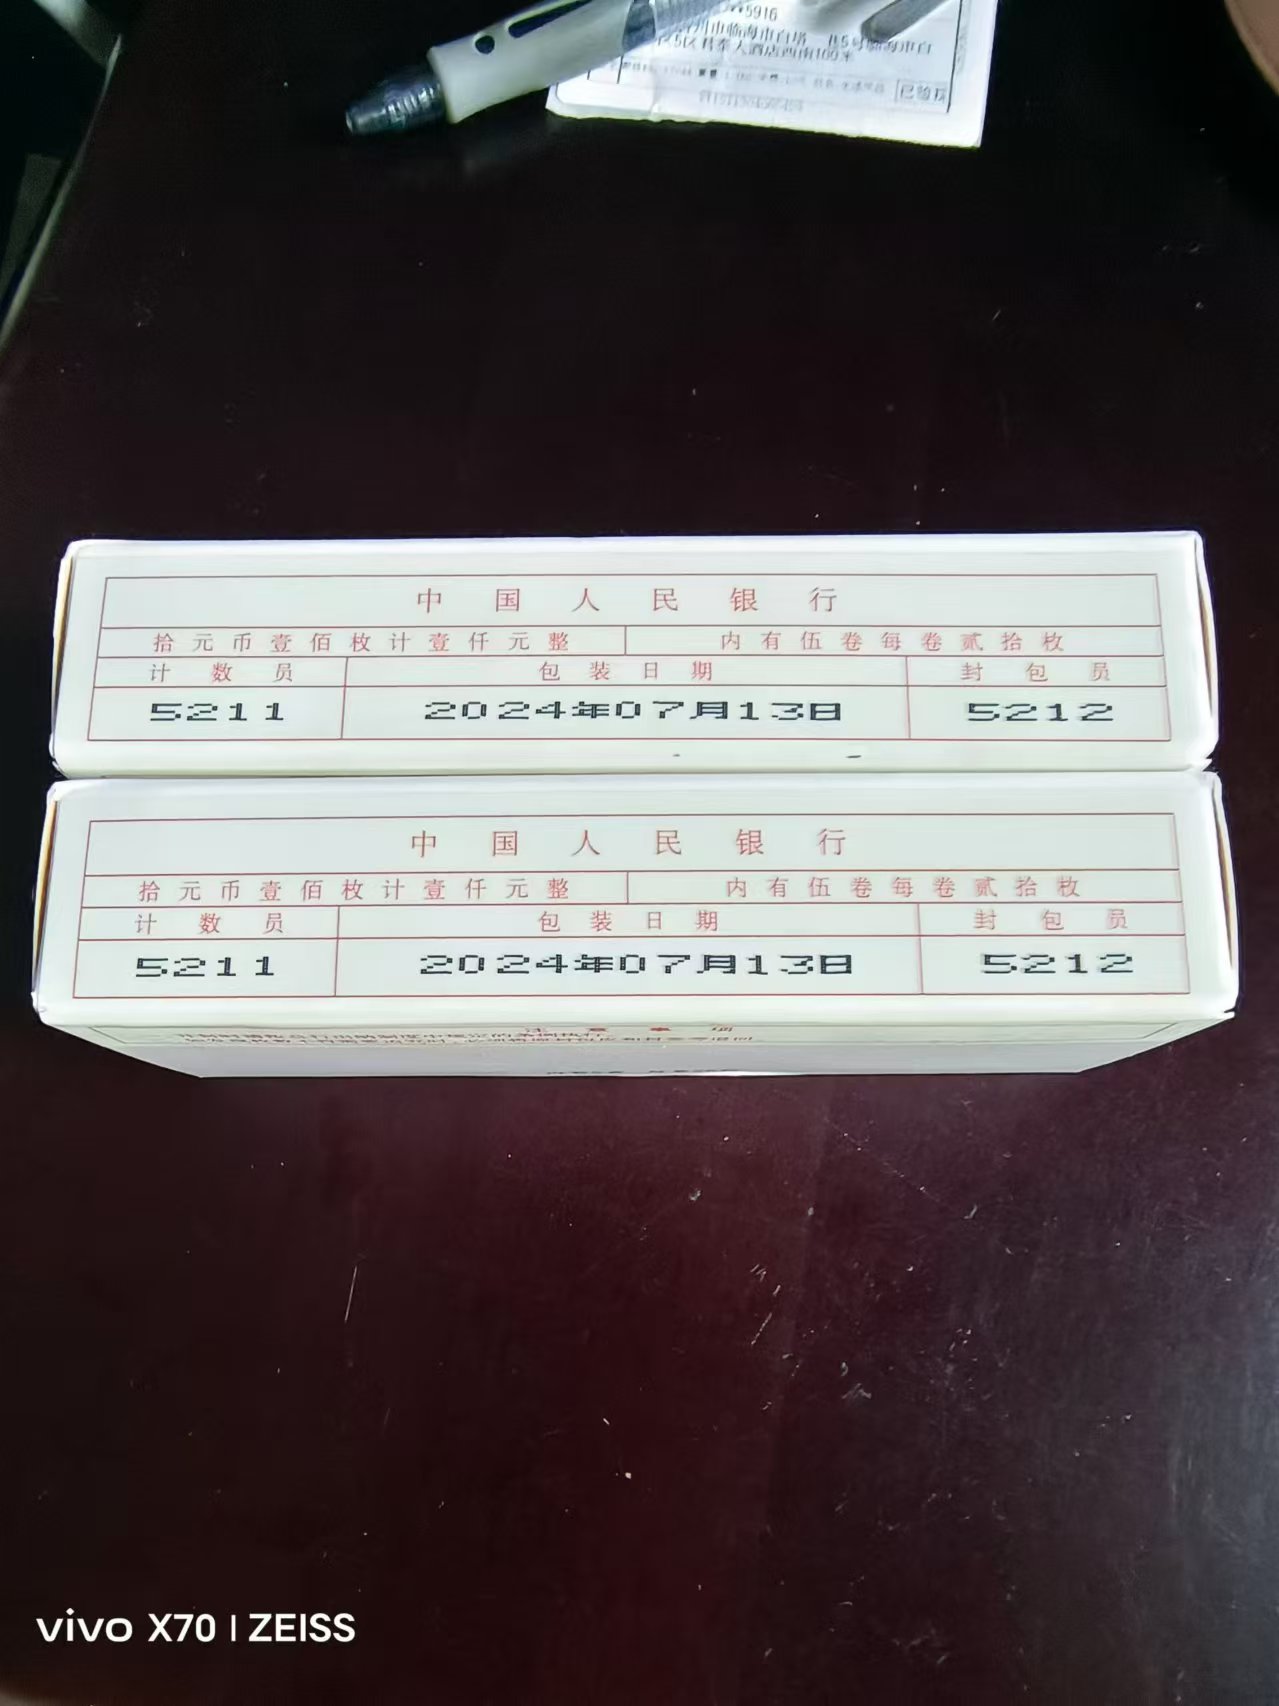 5916
中国人民银行
拾元币壹佰枚计壹仟元整 内有伍卷每卷贰拾枚
计数员 包装日期 封包员
5211 2024年07月13日 5212
中国人民银行
拾元币壹佰枚计壹仟元整 内有伍卷每卷贰拾枚
计数员 包装日期 封包员
5211 2024年07月13日 5212
注意事项
vivo X70 | ZEISS